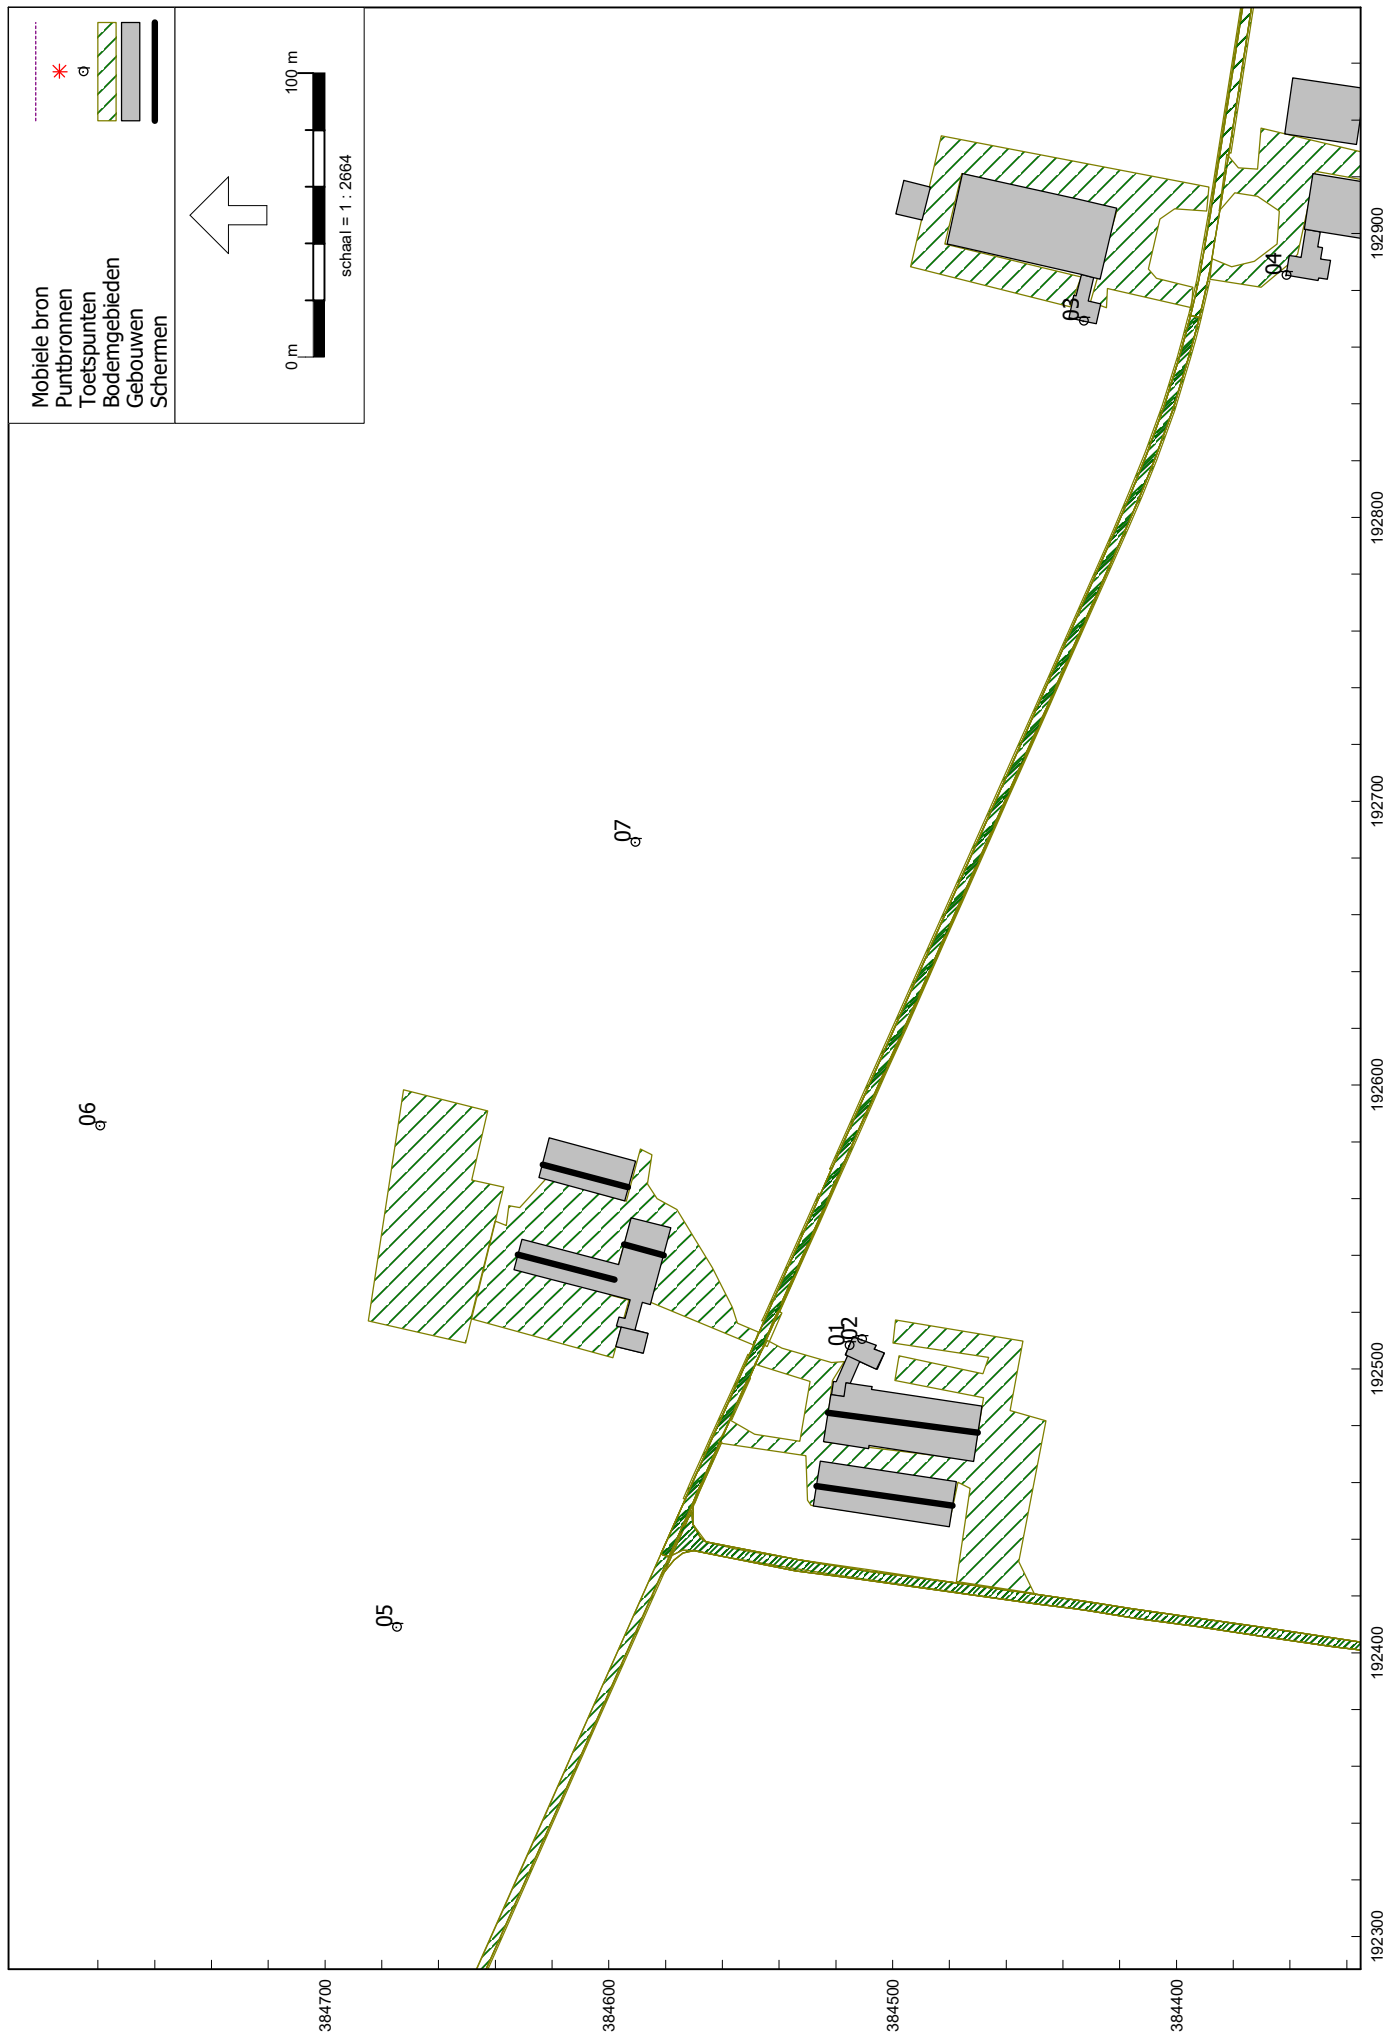 Mobiele bron
Puntbronnen
Toetspunten
Bodemgebieden
Gebouwen
Schermen
0 m
100 m
schaal = 1 : 2664
06
07
05
01
02
03
04
384700
384600
384500
384400
192300
192400
192500
192600
192700
192800
192900